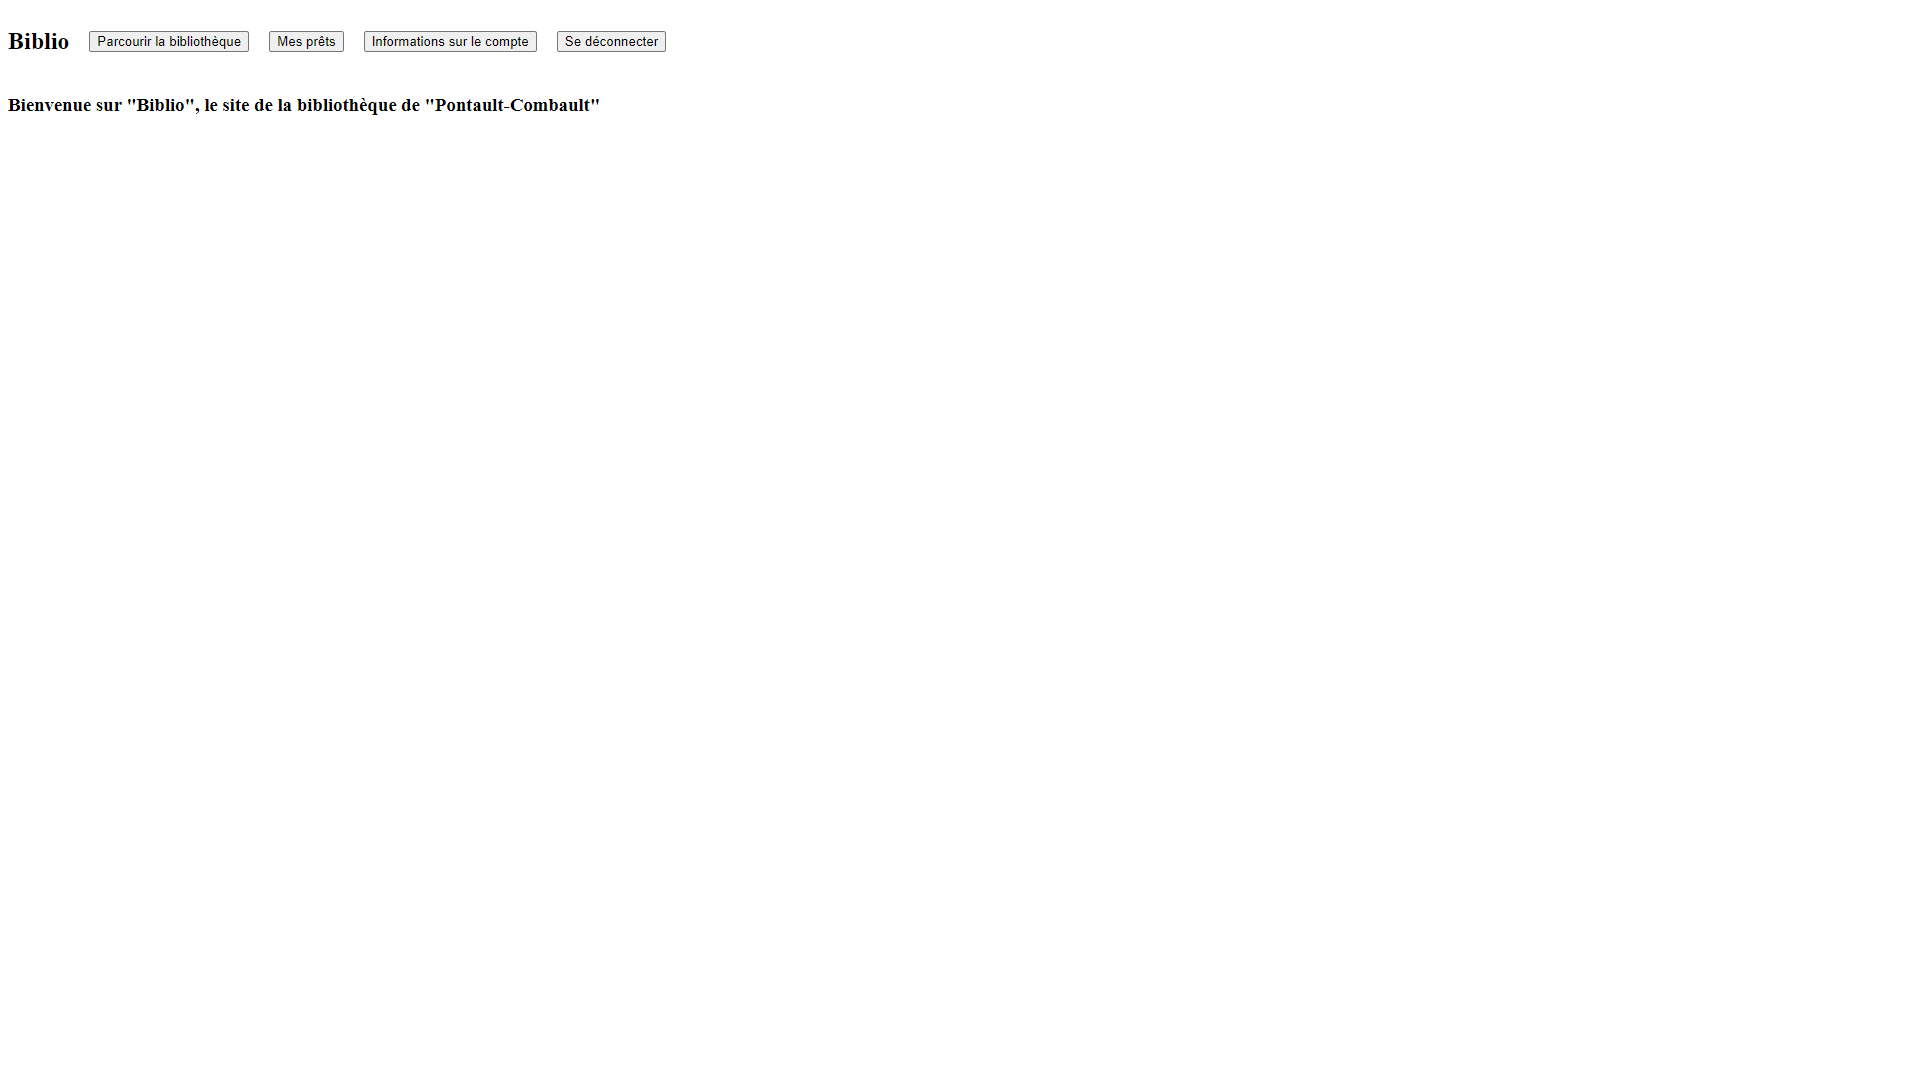 Biblio Parcourir la bibliothèque Mes prêts Informations sur le compte Se déconnecter
Bienvenue sur "Biblio", le site de la bibliothèque de "Pontault-Combault"